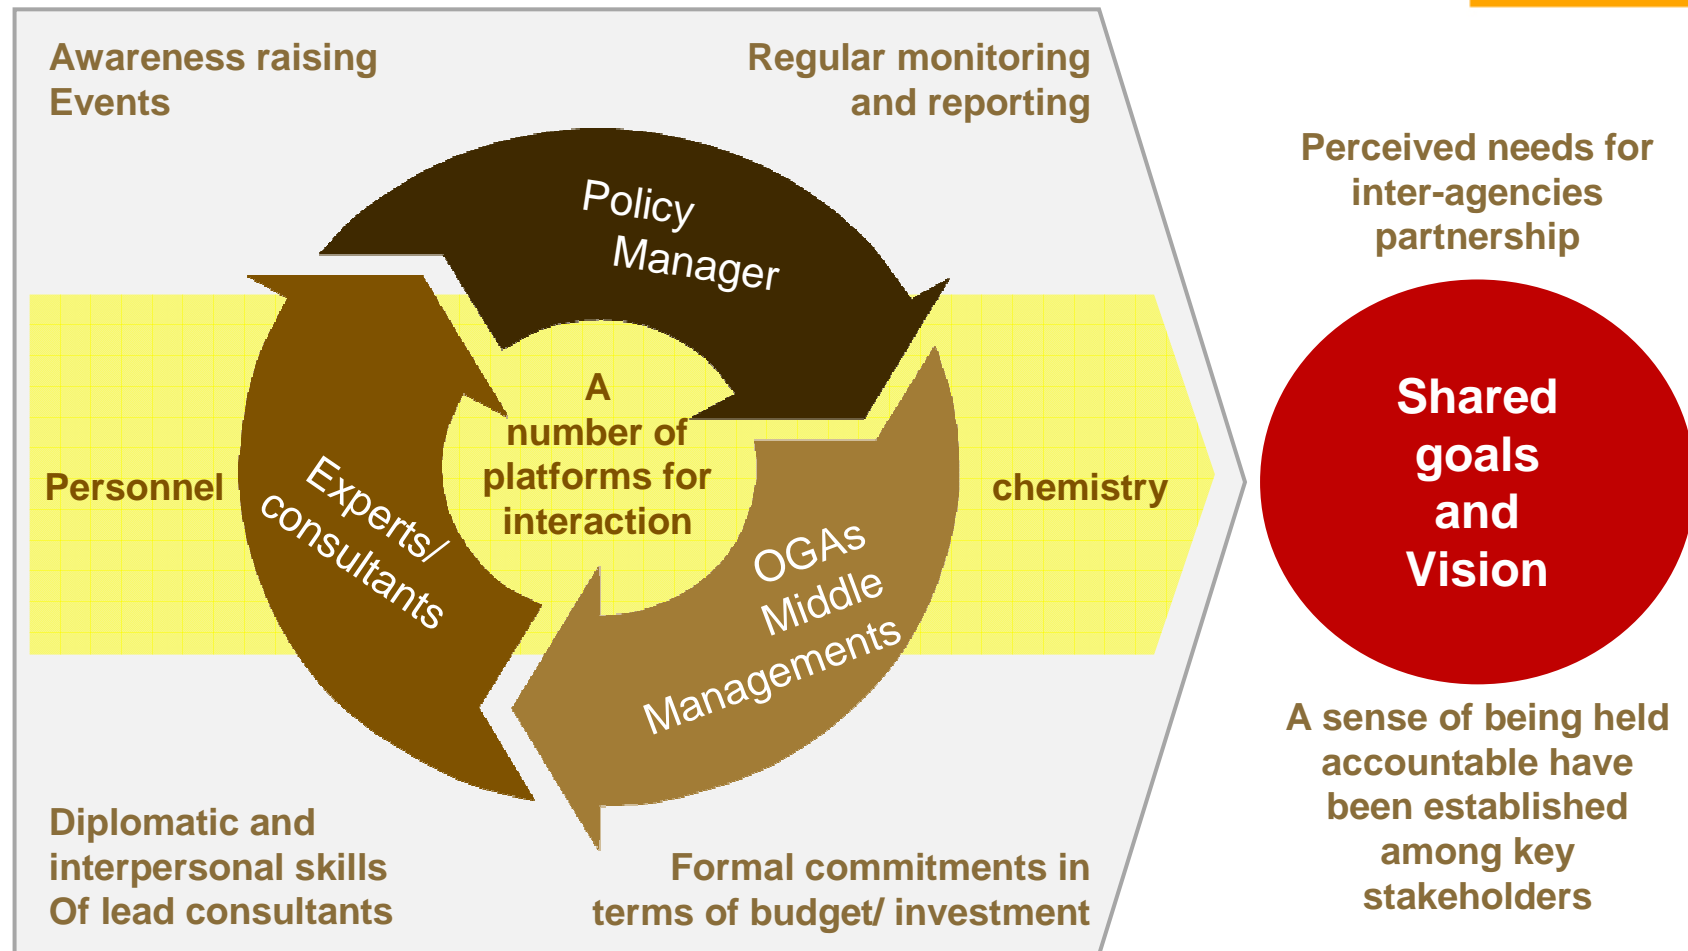 Awareness raising
Events
Regular monitoring
and reporting
Policy
Manager
Personnel
Experts/
consultants
A
number of
platforms for
interaction
chemistry
OGAs
Middle
Managements
Diplomatic and
interpersonal skills
Of lead consultants
Formal commitments in
terms of budget/ investment
Perceived needs for
inter-agencies
partnership
Shared
goals
and
Vision
A sense of being held
accountable have
been established
among key
stakeholders